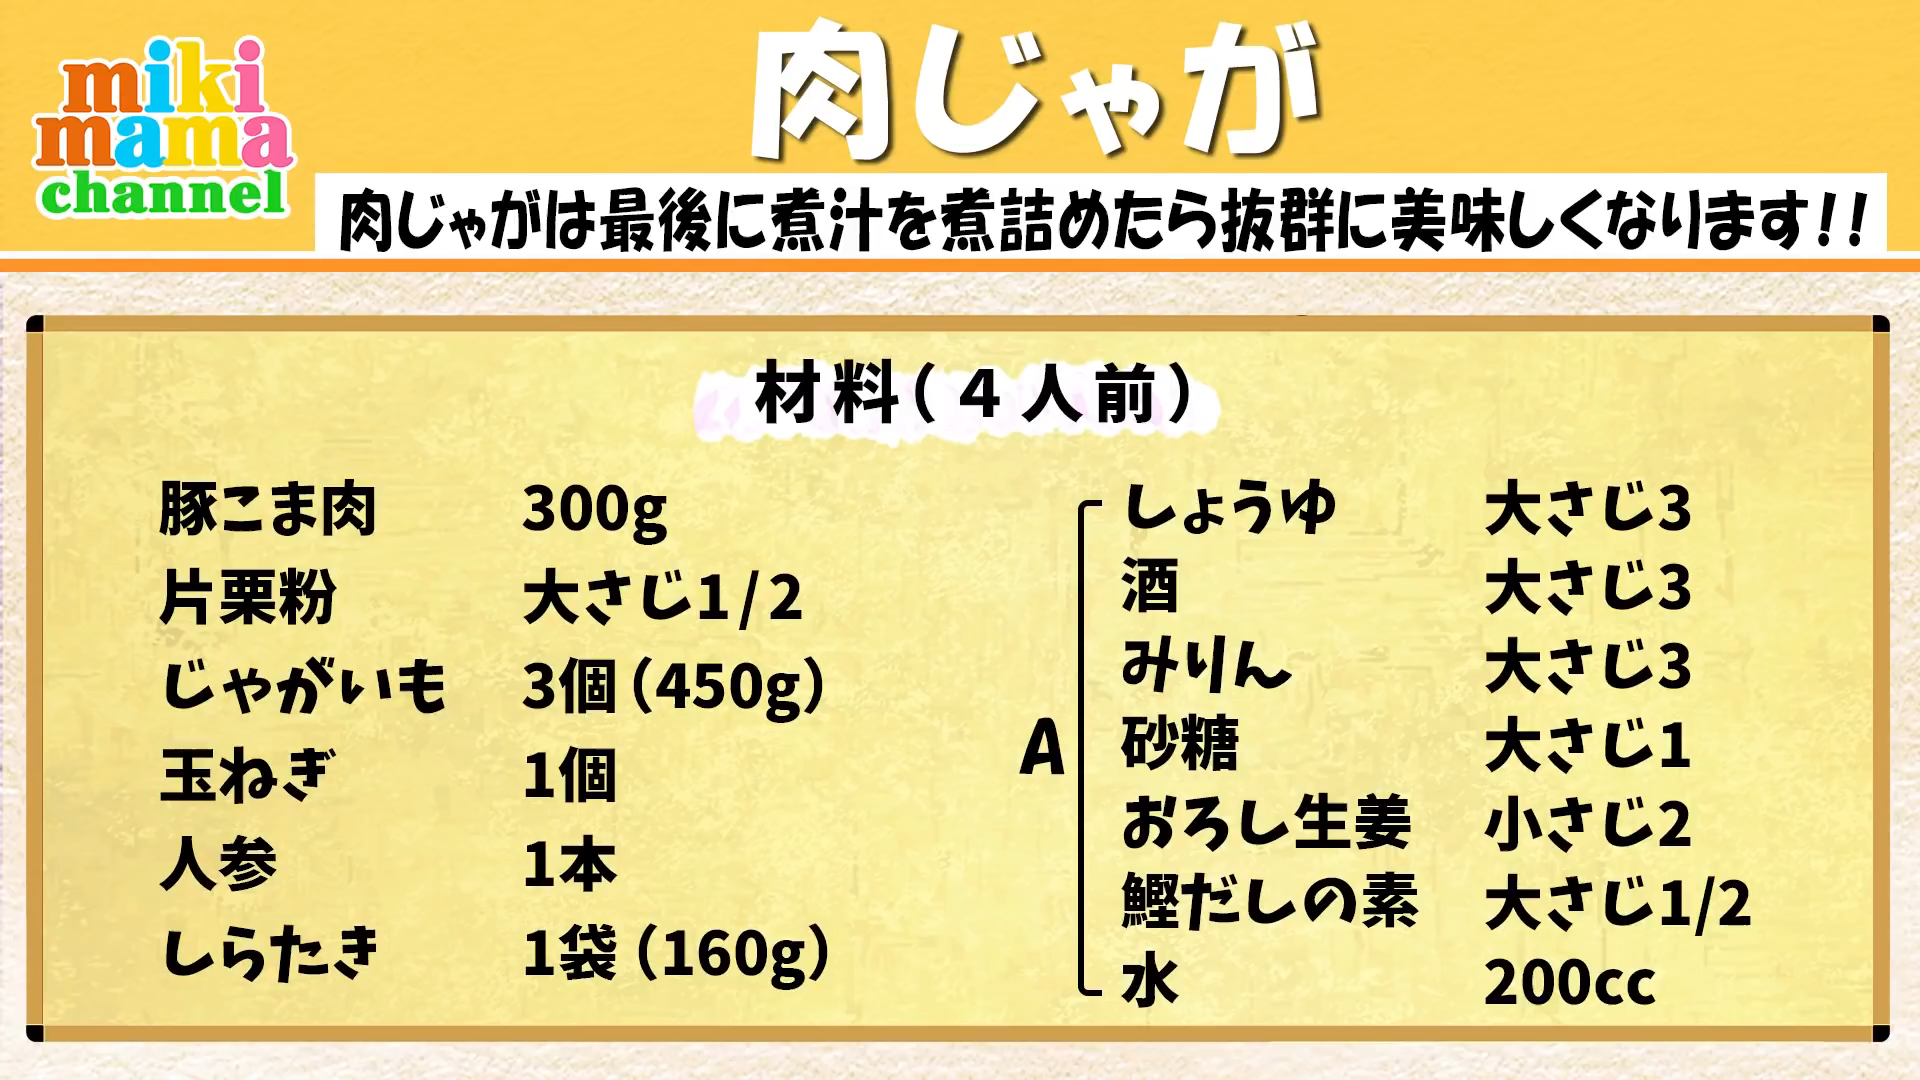 miki
mama
channel
肉じゃが
肉じゃがは最後に煮汁を煮詰めたら抜群に美味しくなります!!
材料(4人前)
豚こま肉 300g
片栗粉 大さじ1/2
じゃがいも 3個(450g)
玉ねぎ 1個
人参 1本
しらたき 1袋(160g)
A
しょうゆ 大さじ3
酒 大さじ3
みりん 大さじ3
砂糖 大さじ1
おろし生姜 小さじ2
鰹だしの素 大さじ1/2
水 200cc